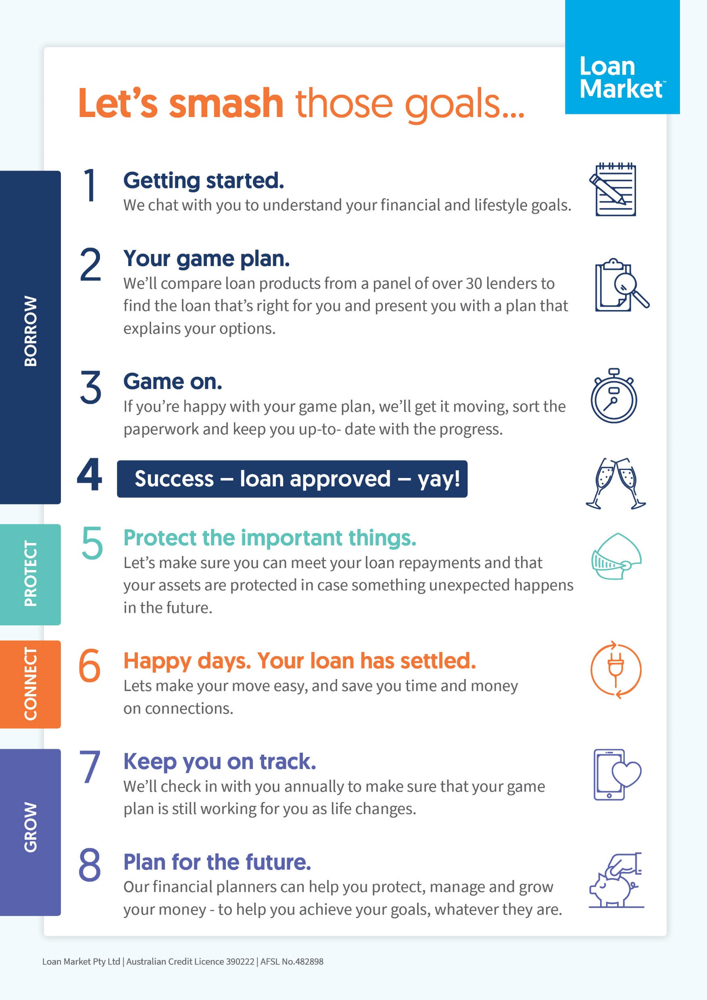 Loan
Market™
Let’s smash those goals...
BORROW
1
Getting started.
We chat with you to understand your financial and lifestyle goals.
2
Your game plan.
We’ll compare loan products from a panel of over 30 lenders to
find the loan that’s right for you and present you with a plan that
explains your options.
3
Game on.
If you’re happy with your game plan, we’ll get it moving, sort the
paperwork and keep you up-to- date with the progress.
4
Success – loan approved – yay!
PROTECT
5
Protect the important things.
Let’s make sure you can meet your loan repayments and that
your assets are protected in case something unexpected happens
in the future.
CONNECT
6
Happy days. Your loan has settled.
Lets make your move easy, and save you time and money
on connections.
GROW
7
Keep you on track.
We’ll check in with you annually to make sure that your game
plan is still working for you as life changes.
8
Plan for the future.
Our financial planners can help you protect, manage and grow
your money - to help you achieve your goals, whatever they are.
Loan Market Pty Ltd | Australian Credit Licence 390222 | AFSL No.482898